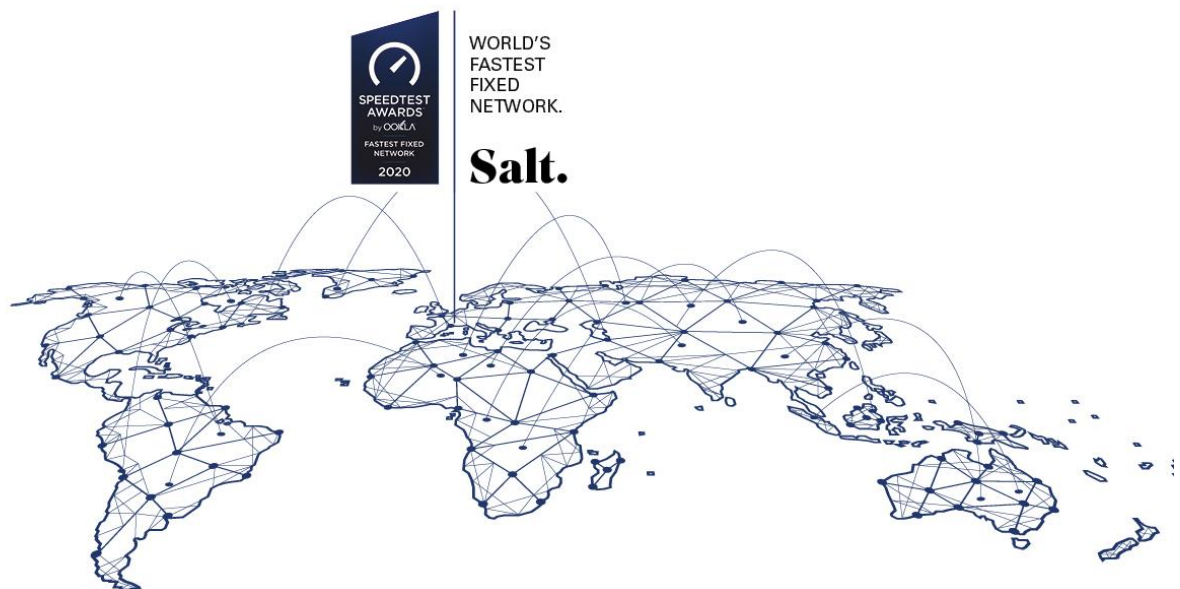 SPEEDTEST
AWARDS
by OOKLA
FASTEST FIXED
NETWORK
2020
WORLD'S
FASTEST
FIXED
NETWORK.
Salt.